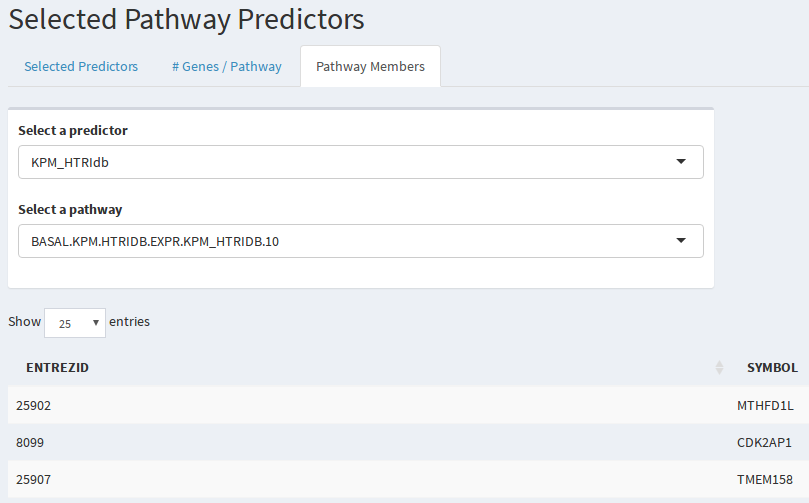 Selected Pathway Predictors
Selected Predictors # Genes / Pathway Pathway Members
Select a predictor
KPM_HTRIdb
Select a pathway
BASAL.KPM.HTRIDB.EXPR.KPM_HTRIDB.10
Show 25 entries
ENTREZID SYMBOL
25902 MTHFD1L
8099 CDK2AP1
25907 TMEM158